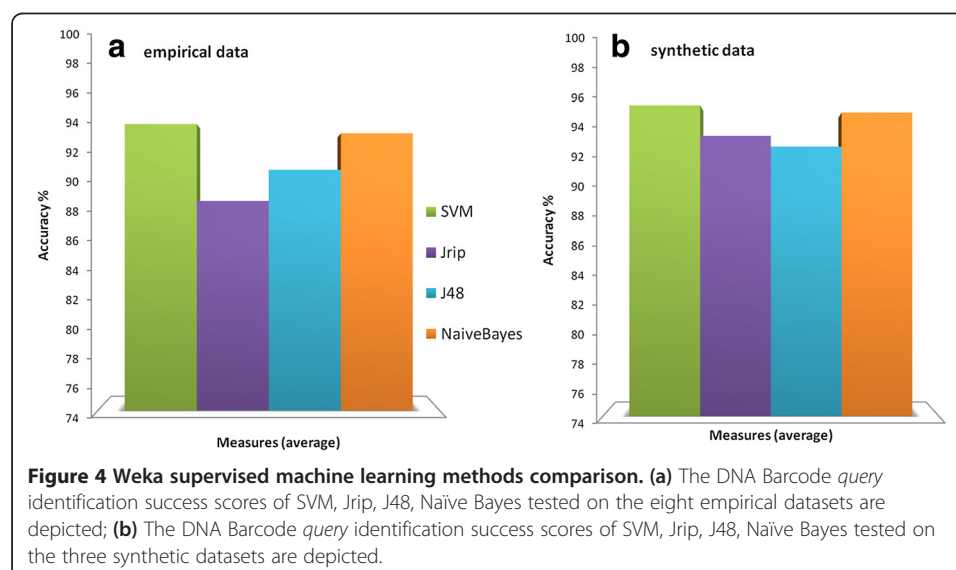 a empirical data
100
98
96
94
92
90
88
86
84
82
80
78
76
74
Accuracy %
Measures (average)
SVM
Jrip
J48
NaiveBayes
b synthetic data
100
98
96
94
92
90
88
86
84
82
80
78
76
74
Accuracy %
Measures (average)
Figure 4 Weka supervised machine learning methods comparison. (a) The DNA Barcode query
identification success scores of SVM, Jrip, J48, Naïve Bayes tested on the eight empirical datasets are
depicted; (b) The DNA Barcode query identification success scores of SVM, Jrip, J48, Naïve Bayes tested on
the three synthetic datasets are depicted.